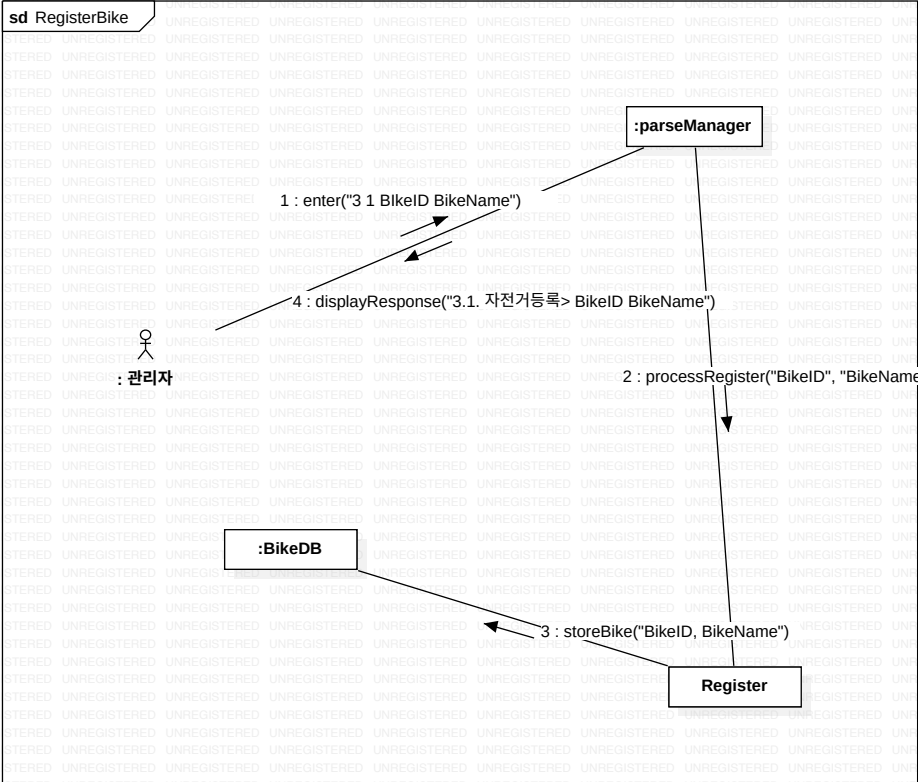 sd RegisterBike
:parseManager
1 : enter("3 1 BIkeID BikeName")
4 : displayResponse("3.1. 자전거등록> BikeID BikeName")
: 관리자
2 : processRegister("BikeID", "BikeName
:BikeDB
3 : storeBike("BikeID, BikeName")
Register